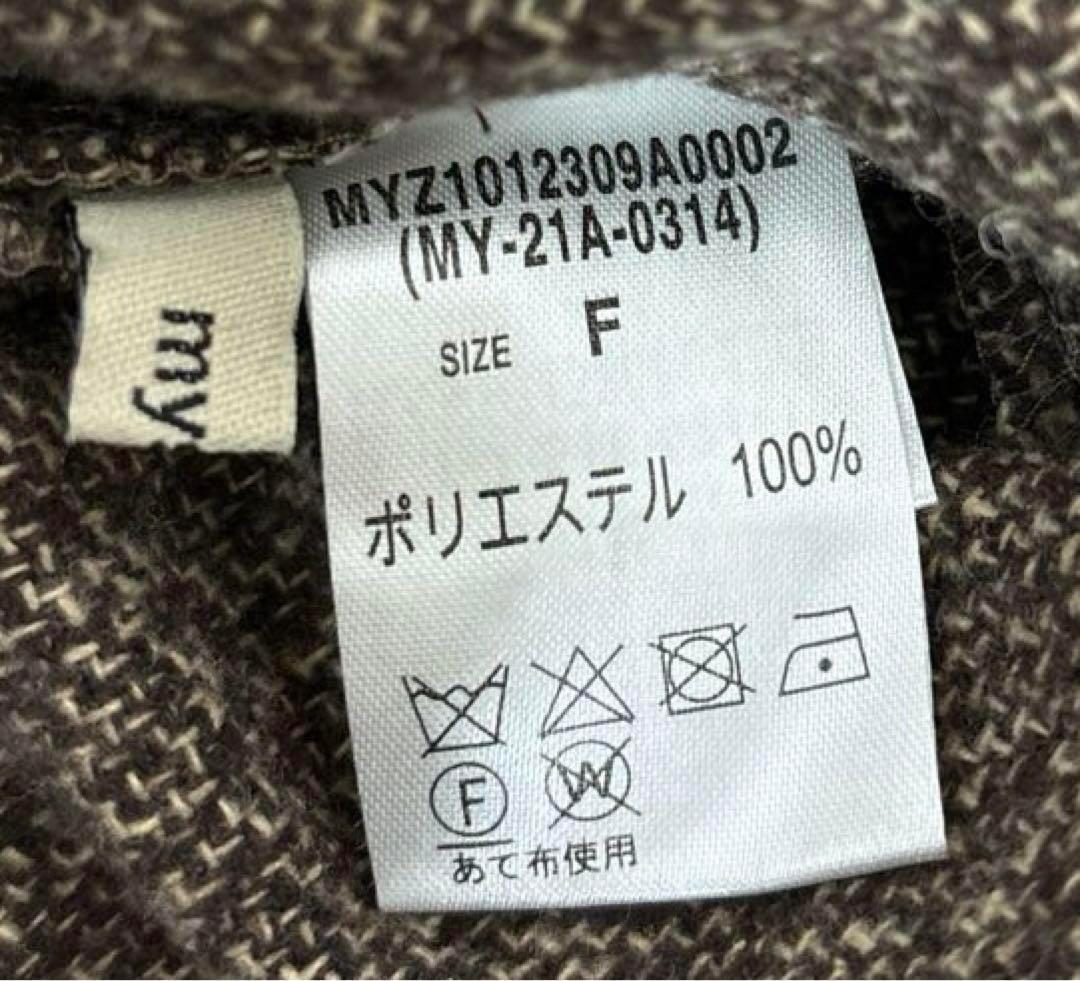 my
MYZ1012309A0002
(MY-21A-0314)
SIZE F
ポリエステル 100%
F W
あて布使用